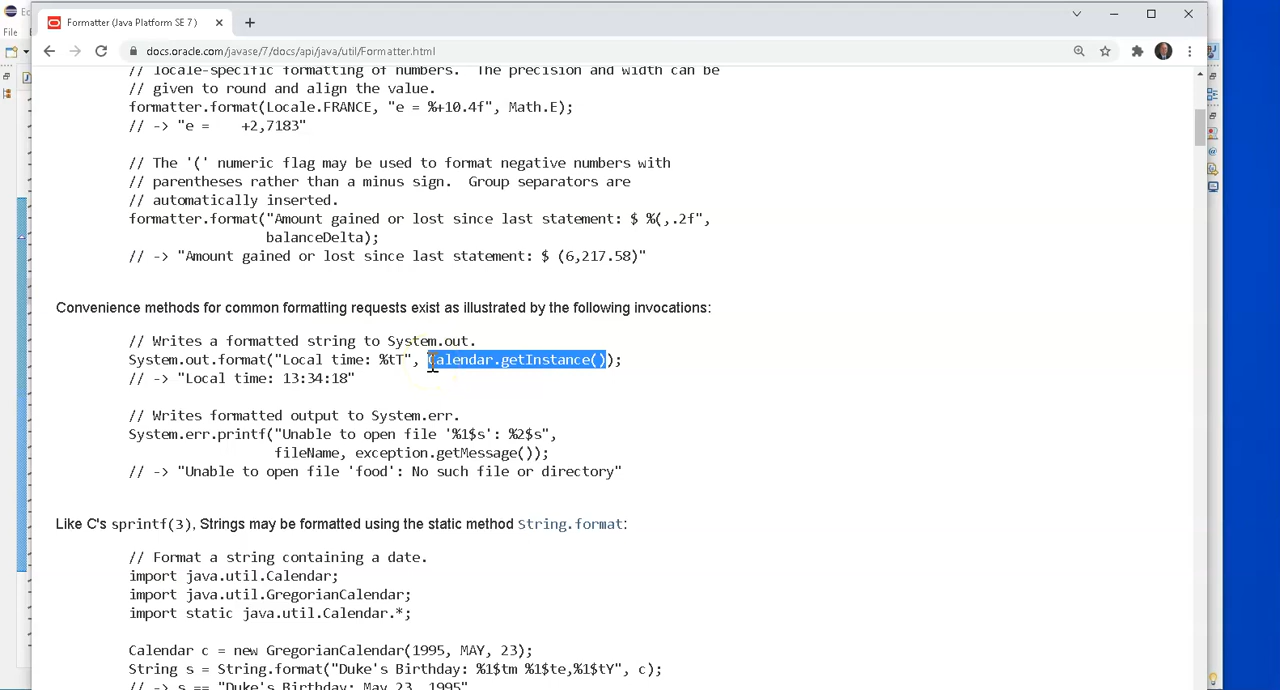 Formatter (Java Platform SE 7)
File
docs.oracle.com/javase/7/docs/api/java/util/Formatter.html
// locale-specific formatting of numbers.  The precision and width can be
// given to round and align the value.
formatter.format(Locale.FRANCE, "e = %+10.4f", Math.E);
// -> "e =    +2,7183"
// The '(' numeric flag may be used to format negative numbers with
// parentheses rather than a minus sign.  Group separators are
// automatically inserted.
formatter.format("Amount gained or lost since last statement: $ %(,.2f",
balanceDelta);
// -> "Amount gained or lost since last statement: $ (6,217.58)"
Convenience methods for common formatting requests exist as illustrated by the following invocations:
// Writes a formatted string to System.out.
System.out.format("Local time: %tT", Calendar.getInstance());
// -> "Local time: 13:34:18"
// Writes formatted output to System.err.
System.err.printf("Unable to open file '%1$s': %2$s",
fileName, exception.getMessage());
// -> "Unable to open file 'food': No such file or directory"
Like C's sprintf(3), Strings may be formatted using the static method String.format:
// Format a string containing a date.
import java.util.Calendar;
import java.util.GregorianCalendar;
import static java.util.Calendar.*;
Calendar c = new GregorianCalendar(1995, MAY, 23);
String s = String.format("Duke's Birthday: %1$tm %1$te,%1$tY", c);
// -> s == "Duke's Birthday: May 23, 1995"